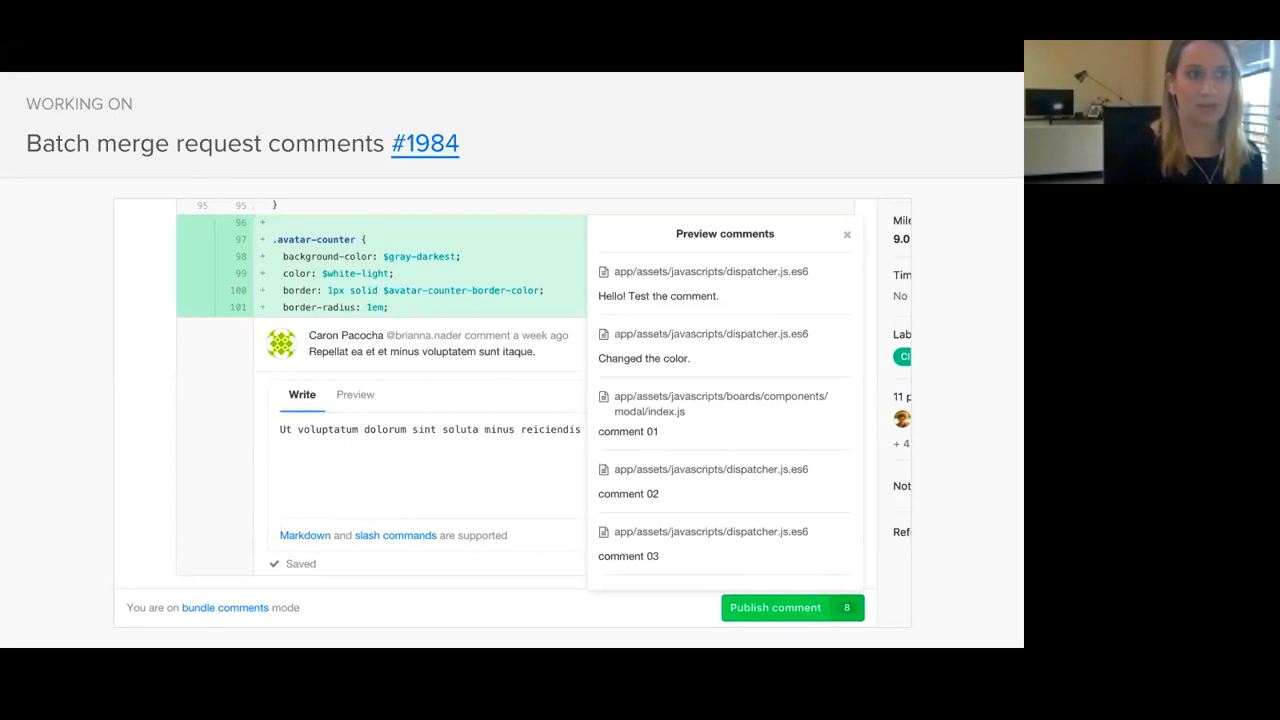 WORKING ON
Batch merge request comments #1984
95 95 }
96 +
97 + .avatar-counter {
98 + background-color: $gray-darkest;
99 + color: $white-light;
100 + border: 1px solid $avatar-counter-border-color;
101 + border-radius: 1em;
Caron Pacocha @brianna.nader comment a week ago
Repellat ea et et minus voluptatem sunt itaque.
Write Preview
Ut voluptatum dolorum sint soluta minus reiciendis
Markdown and slash commands are supported
Saved
You are on bundle comments mode
Preview comments
app/assets/javascripts/dispatcher.js.es6
Hello! Test the comment.
app/assets/javascripts/dispatcher.js.es6
Changed the color.
app/assets/javascripts/boards/components/
modal/index.js
comment 01
app/assets/javascripts/dispatcher.js.es6
comment 02
app/assets/javascripts/dispatcher.js.es6
comment 03
Publish comment 8
Mile
9.0
Tim
No
Lab
Cl
11 p
+ 4
Not
Ref